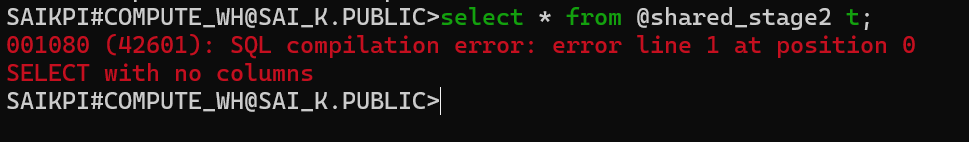 SAIKPI#COMPUTE_WH@SAI_K.PUBLIC>select * from @shared_stage2 t;
001080 (42601): SQL compilation error: error line 1 at position 0
SELECT with no columns
SAIKPI#COMPUTE_WH@SAI_K.PUBLIC>